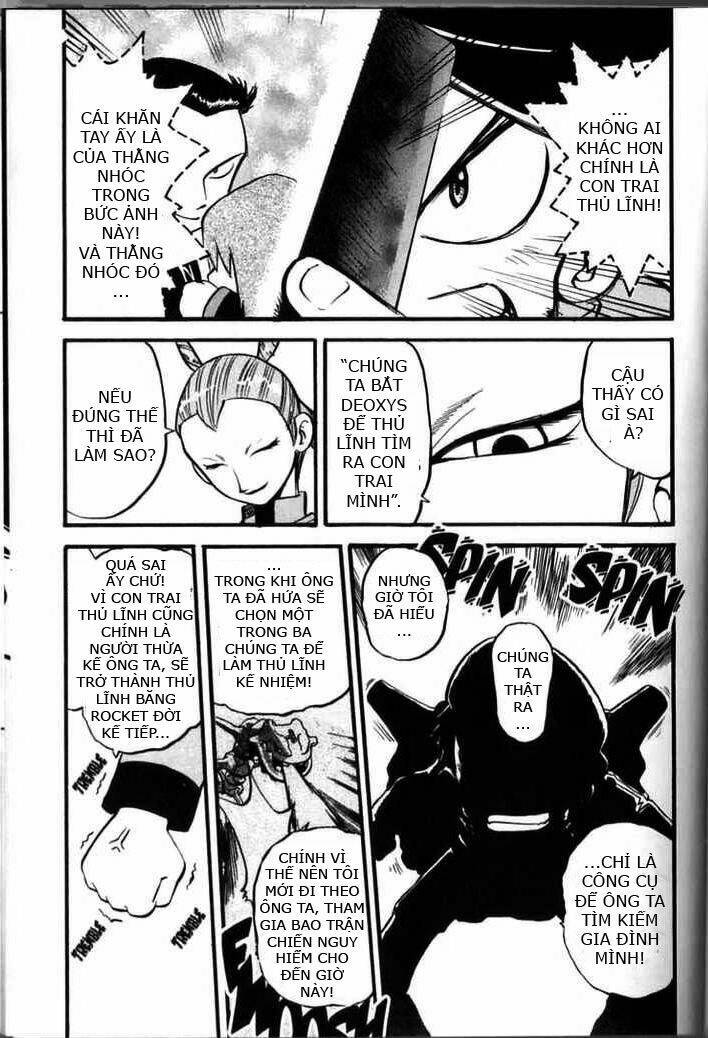 ...
KHÔNG AI
KHÁC HƠN
CHÍNH LÀ
CON TRAI
THỦ LĨNH!
CÁI KHĂN
TAY ẤY LÀ
CỦA THẰNG
NHÓC
TRONG
BỨC ẢNH
NÀY!
VÀ THẰNG
NHÓC ĐÓ
...
CẬU
THẤY CÓ
GÌ SAI
À?
“CHÚNG
TA BẮT
DEOXYS
ĐỂ THỦ
LĨNH TÌM
RA CON
TRAI
MÌNH”.
NẾU
ĐÚNG THẾ
THÌ ĐÃ
LÀM SAO?
SPIN
SPIN
NHƯNG
GIỜ TÔI
ĐÃ HIỂU
...
CHÚNG
TA
THẬT
RA
...
...CHỈ LÀ
CÔNG CỤ
ĐỂ ÔNG TA
TÌM KIẾM
GIA ĐÌNH
MÌNH!
...
TRONG KHI ÔNG
TA ĐÃ HỨA SẼ
CHỌN MỘT
TRONG BA
CHÚNG TA ĐỂ
LÀM THỦ LĨNH
KẾ NHIỆM!
CHÍNH VÌ
THẾ NÊN TÔI
MỚI ĐI THEO
ÔNG TA, THAM
GIA BAO TRẬN
CHIẾN NGUY
HIỂM CHO
ĐẾN GIỜ
NÀY!
QUÁ SAI
ẤY CHỨ!
VÌ CON TRAI
THỦ LĨNH CŨNG
CHÍNH LÀ
NGƯỜI THỪA
KẾ ÔNG TA, SẼ
TRỞ THÀNH THỦ
LĨNH BĂNG
ROCKET ĐỜI
KẾ TIẾP...
TREMBLE
TREMBLE
TREMBLE